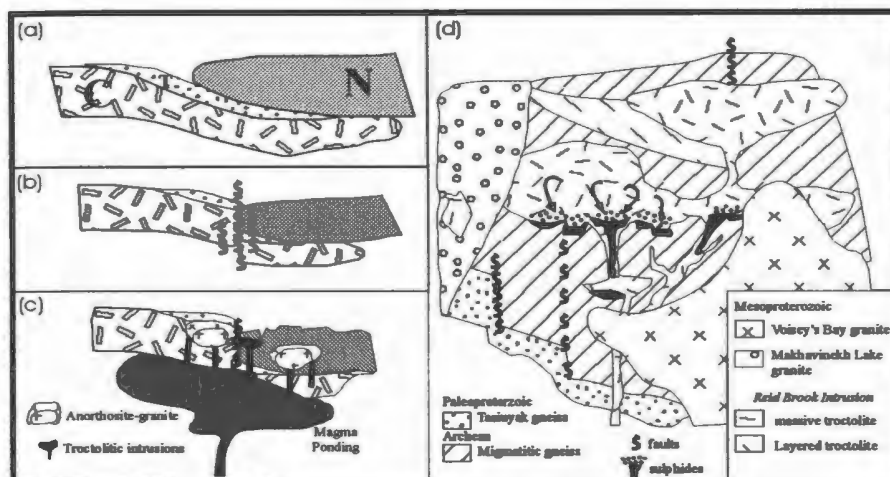 (a)
T
N
(b)
(c)
Anorthosite-granite
Troctolitic intrusions
Magma
Ponding
(d)
Paleoproterzoic
Tasiuyak gneiss
Archean
Migmatitic gneiss
faults
sulphides
Mesoproterozoic
Voisey's Bay granite
Makhavinekh Lake
granite
Reid Brook Intrusion
massive troctolite
Layered troctolite